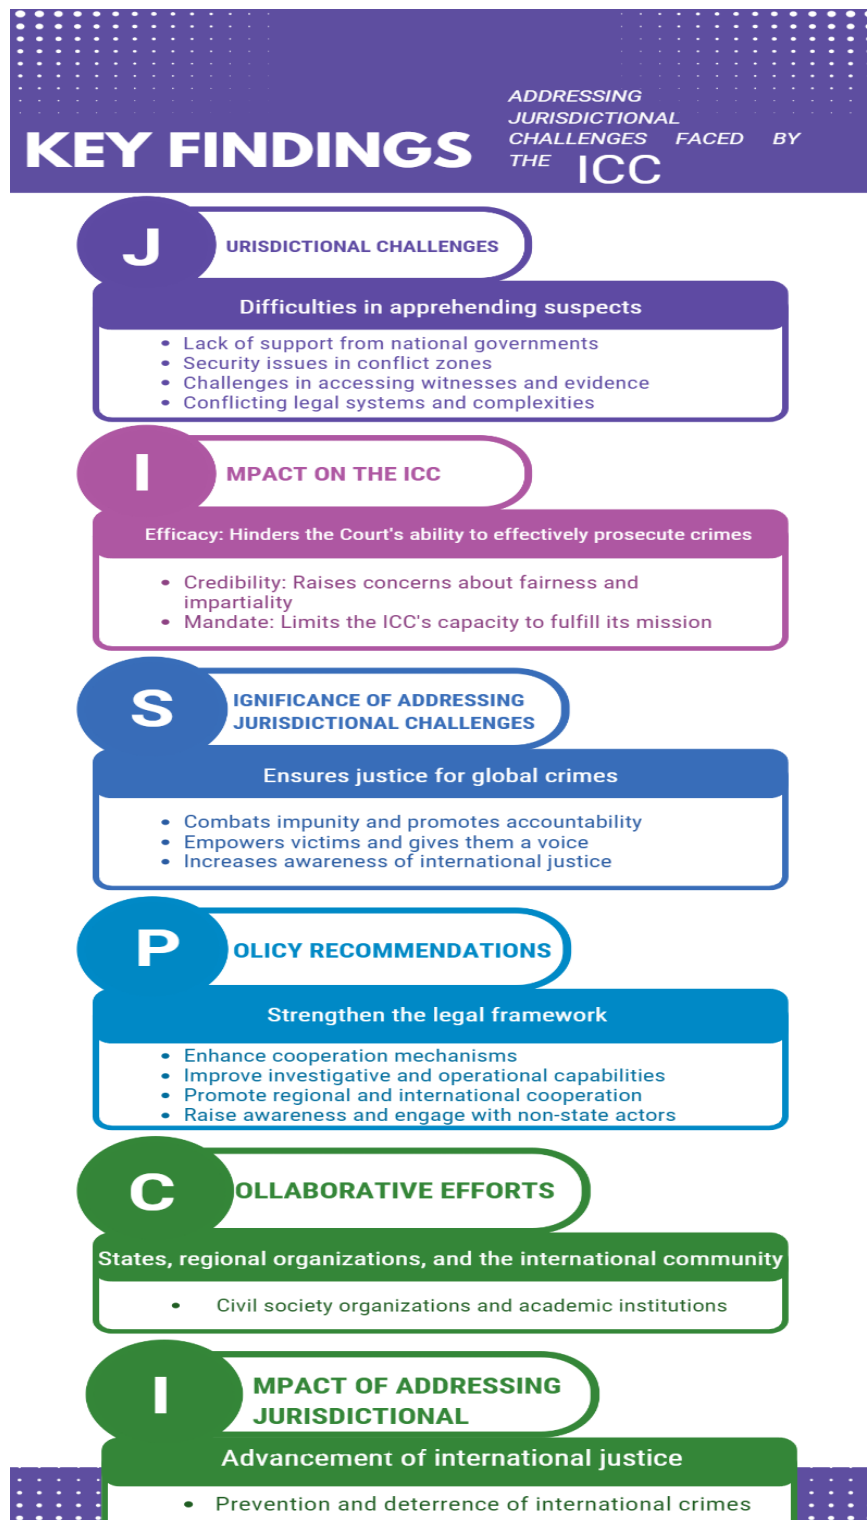 KEY FINDINGS
ADDRESSING
JURISDICTIONAL
CHALLENGES FACED BY
THE ICC
J URISDICTIONAL CHALLENGES
Difficulties in apprehending suspects
• Lack of support from national governments
• Security issues in conflict zones
• Challenges in accessing witnesses and evidence
• Conflicting legal systems and complexities
I MPACT ON THE ICC
Efficacy: Hinders the Court's ability to effectively prosecute crimes
• Credibility: Raises concerns about fairness and
impartiality
• Mandate: Limits the ICC's capacity to fulfill its mission
S IGNIFICANCE OF ADDRESSING
JURISDICTIONAL CHALLENGES
Ensures justice for global crimes
• Combats impunity and promotes accountability
• Empowers victims and gives them a voice
• Increases awareness of international justice
P OLICY RECOMMENDATIONS
Strengthen the legal framework
• Enhance cooperation mechanisms
• Improve investigative and operational capabilities
• Promote regional and international cooperation
• Raise awareness and engage with non-state actors
C OLLABORATIVE EFFORTS
States, regional organizations, and the international community
• Civil society organizations and academic institutions
I MPACT OF ADDRESSING
JURISDICTIONAL
Advancement of international justice
• Prevention and deterrence of international crimes